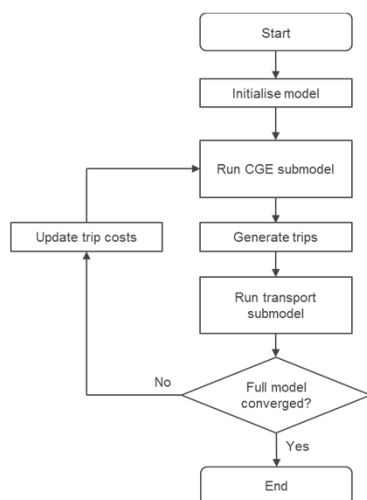 Start
Initialise model
Run CGE submodel
Update trip costs
Generate trips
Run transport
submodel
No
Full model
converged?
Yes
End